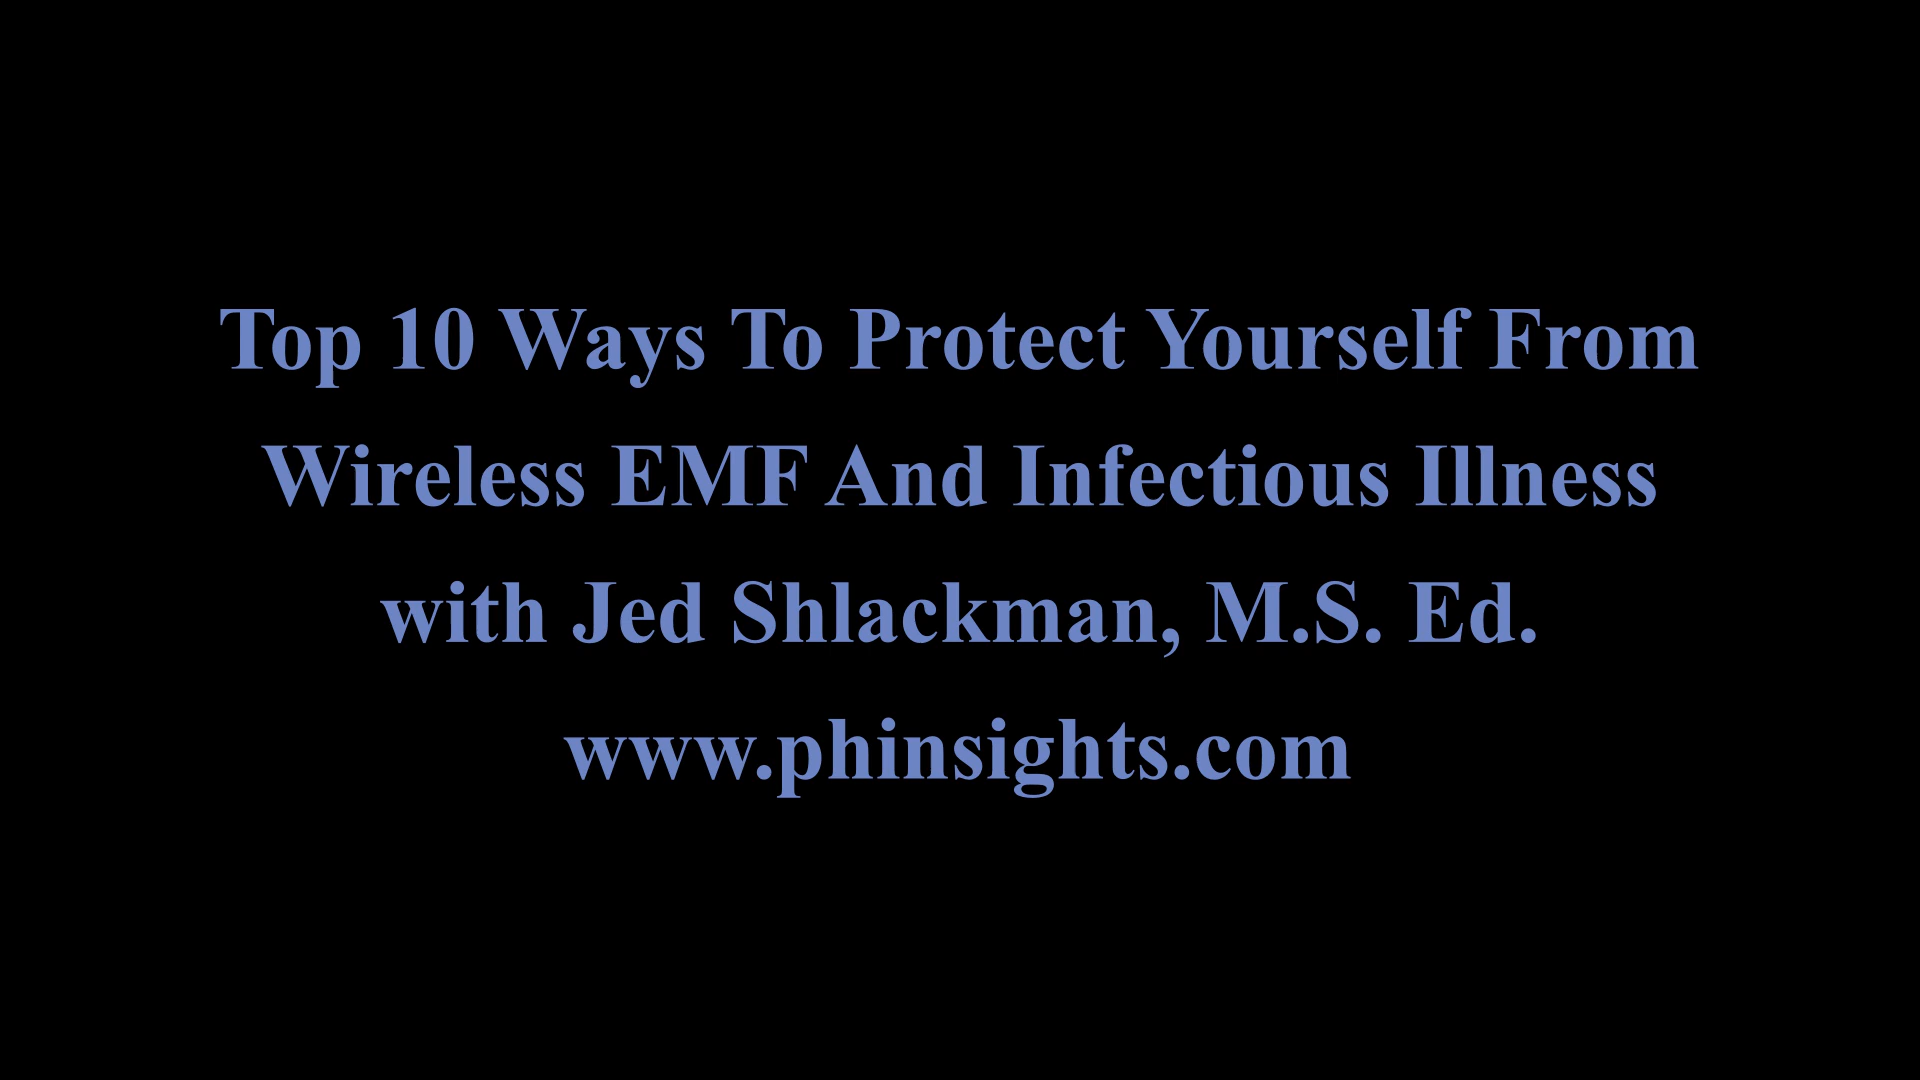 Top 10 Ways To Protect Yourself From
Wireless EMF And Infectious Illness
with Jed Shlackman, M.S. Ed.
www.phinsights.com